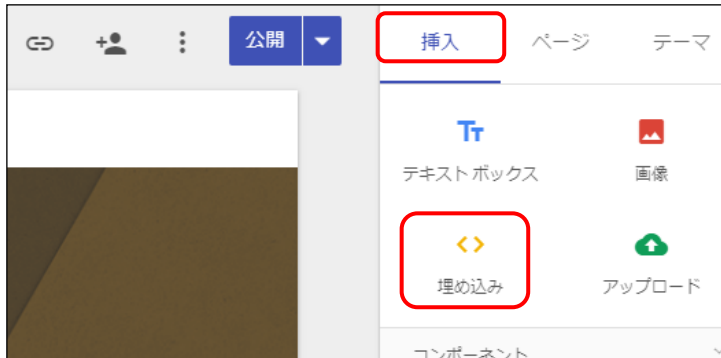 公開
挿入
ページ
テーマ
テキスト ボックス
画像
埋め込み
アップロード
コンポーネント